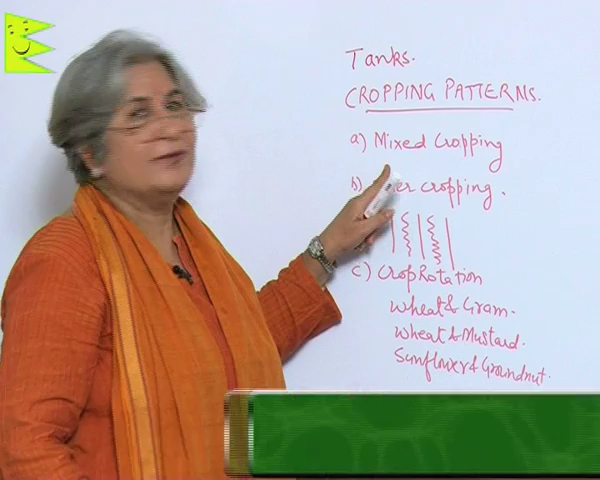 Tanks.
CROPPING PATTERNS.
a) Mixed Cropping
b) cropping.
c) Crop Rotation
Wheat & Gram.
Wheat & Mustard.
Sunflower & Groundnut.